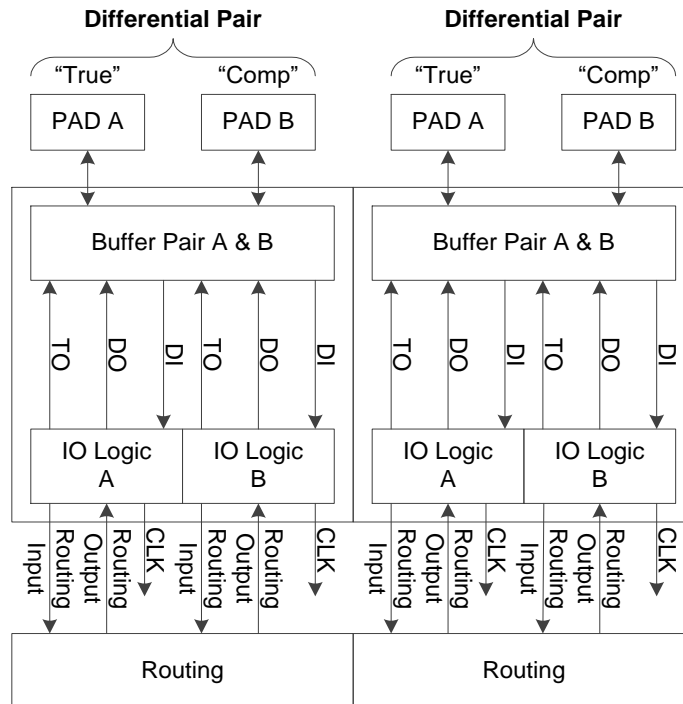 Differential Pair Differential Pair
“True” “Comp” “True” “Comp”
PAD A PAD B PAD A PAD B
Buffer Pair A & B Buffer Pair A & B
TO DO DI TO DO DI TO DO DI TO DO DI
IO Logic A IO Logic B IO Logic A IO Logic B
Routing Input Routing Output CLK Routing Input Routing Output CLK Routing Input Routing Output CLK Routing Input Routing Output CLK
Routing Routing